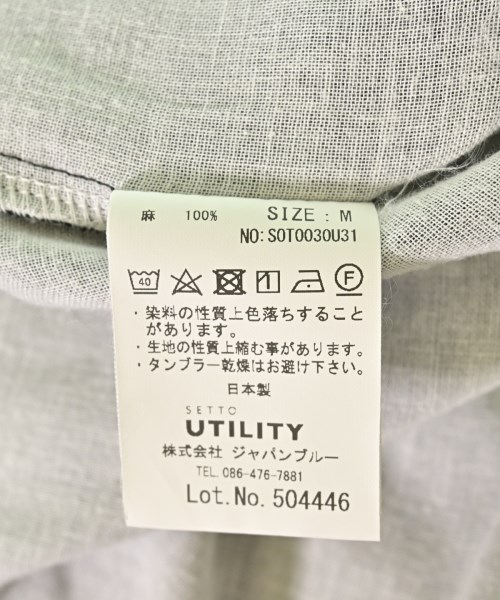 麻 100% SIZE : M
NO:SOT0030U31
40 F
・染料の性質上色落ちすること
があります。
・生地の性質上縮む事があります。
・タンブラー乾燥はお避け下さい。
日本製
SETTO
UTILITY
株式会社 ジャパンブルー
TEL. 086-476-7881
Lot.No. 504446